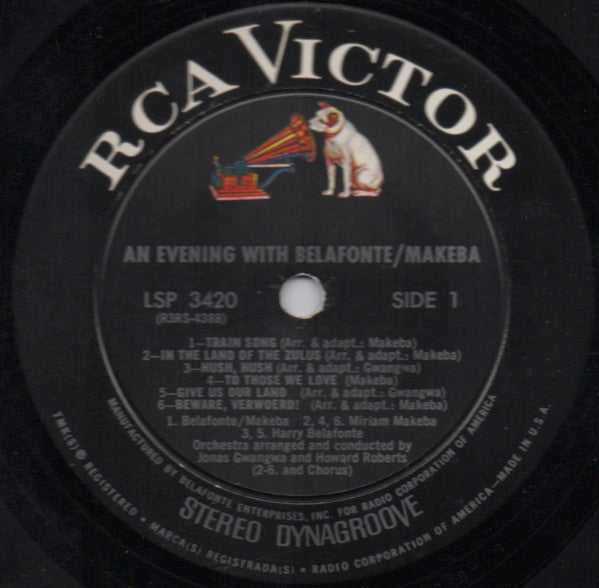 RCA VICTOR
AN EVENING WITH BELAFONTE/MAKEBA
LSP 3420 SIDE 1
(R3RS-4388)
1—TRAIN SONG (Arr. & adapt.: Makeba)
2—IN THE LAND OF THE ZULUS (Arr. & adapt.: Makeba)
3—HUSH, HUSH (Arr. & adapt.: Gwangwa)
4—TO THOSE WE LOVE (Makeba)
5—GIVE US OUR LAND (Arr. & adapt.: Gwangwa)
6—BEWARE, VERWOERD! (Arr. & adapt.: Makeba)
1. Belafonte/Makeba 2, 4, 6. Miriam Makeba
3, 5. Harry Belafonte
Orchestra arranged and conducted by
Jonas Gwangwa and Howard Roberts
(2-6. and Chorus)
STEREO DYNAGROOVE
MANUFACTURED BY BELAFONTE ENTERPRISES, INC. FOR RADIO CORPORATION OF AMERICA
TMK(S) ® REGISTERED • MARCA(S) REGISTRADA(S) • RADIO CORPORATION OF AMERICA—MADE IN U.S.A.